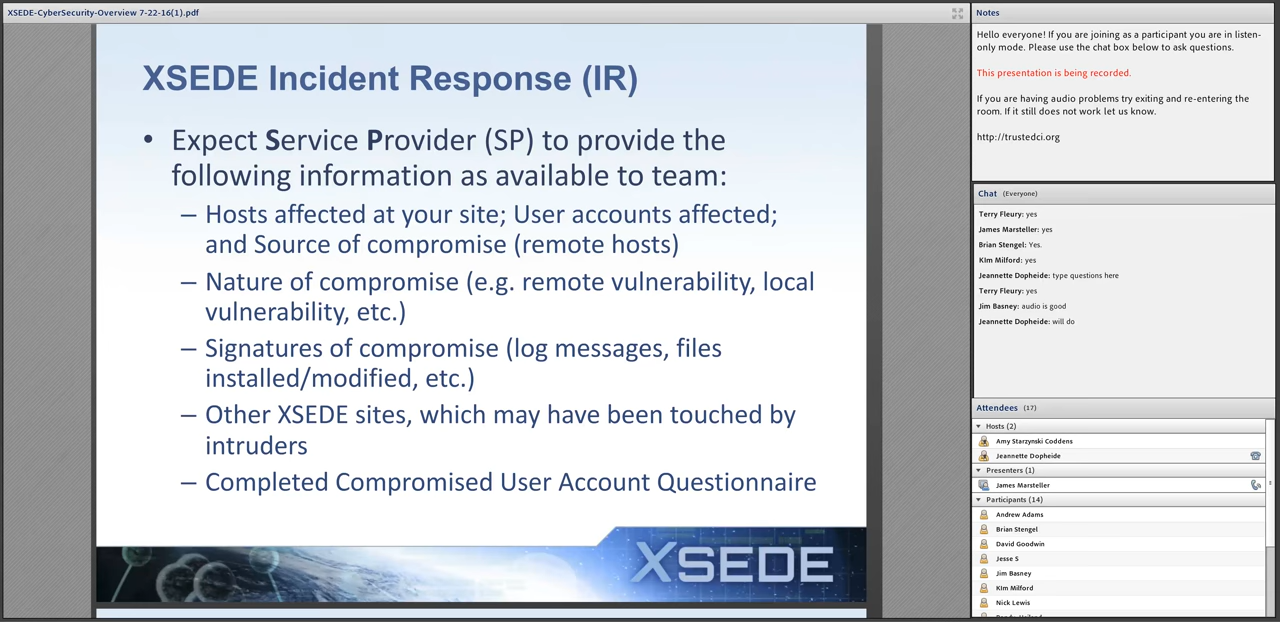 XSEDE-CyberSecurity-Overview 7-22-16(1).pdf
XSEDE Incident Response (IR)
• Expect Service Provider (SP) to provide the
following information as available to team:
– Hosts affected at your site; User accounts affected;
and Source of compromise (remote hosts)
– Nature of compromise (e.g. remote vulnerability, local
vulnerability, etc.)
– Signatures of compromise (log messages, files
installed/modified, etc.)
– Other XSEDE sites, which may have been touched by
intruders
– Completed Compromised User Account Questionnaire
XSEDE
Notes
Hello everyone! If you are joining as a participant you are in listen-
only mode. Please use the chat box below to ask questions.
This presentation is being recorded.
If you are having audio problems try exiting and re-entering the
room. If it still does not work let us know.
http://trustedci.org
Chat (Everyone)
Terry Fleury: yes
James Marsteller: yes
Brian Stengel: Yes.
KIm Milford: yes
Jeannette Dopheide: type questions here
Terry Fleury: yes
Jim Basney: audio is good
Jeannette Dopheide: will do
Attendees (17)
Hosts (2)
Amy Starzynski Coddens
Jeannette Dopheide
Presenters (1)
James Marsteller
Participants (14)
Andrew Adams
Brian Stengel
David Goodwin
Jesse S
Jim Basney
KIm Milford
Nick Lewis